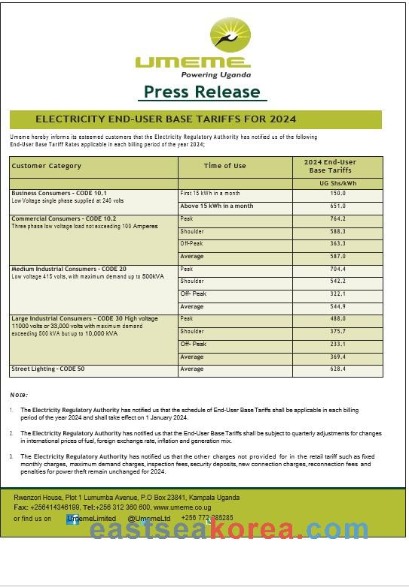 UMEME
Powering Uganda
Press Release
ELECTRICITY END-USER BASE TARIFFS FOR 2024
Umeme hereby informs its esteemed customers that the Electricity Regulatory Authority has notified us of the following
End-User Base Tariff Rates applicable in each billing period of the year 2024;
Customer Category Time of Use 2024 End-User
Base Tariffs
UG Shs/kWh
Business Consumers - CODE 10.1 First 15 kWh in a month
Low Voltage single phase supplied at 240 volts Above 15 kWh in a month 651.0
Commercial Consumers - CODE 10.2 Peak 764.2
Three phase low voltage load not exceeding 100 Amperes Shoulder 588.3
Off-Peak 363.3
Average 587.0
Medium Industrial Consumers - CODE 20 Peak 704.4
Low voltage 415 volts, with maximum demand up to 500kVA Shoulder 542.2
Off- Peak 322.1
Average 544.9
Large Industrial Consumers - CODE 30 High voltage Peak 488.0
11000 volts or 33,000 volts with maximum demand Shoulder 375.7
exceeding 500 kVA but up to 10,000 kVA Off- Peak 233.1
Average 369.4
Street Lighting - CODE 50 Average 628.4
Note:
1. The Electricity Regulatory Authority has notified us that the schedule of End-User Base Tariffs shall be applicable in each billing
period of the year 2024 and shall take effect on 1 January 2024.
2. The Electricity Regulatory Authority has notified us that the End-User Base Tariffs shall be subject to quarterly adjustments for changes
in international prices of fuel, foreign exchange rate, inflation and generation mix.
3. The Electricity Regulatory Authority has notified us that the other charges not provided for in the retail tariff such as fixed
monthly charges, maximum demand charges, inspection fees, security deposits, new connection charges, reconnection fees and
penalties for power theft remain unchanged for 2024.
Rwenzori House, Plot 1 Lumumba Avenue, P.O Box 23841, Kampala Uganda
Fax: +256414346199, Tel:+256 312 360 600, www.umeme.co.ug
or find us on UmemeLimited @UmemeLtd +256 772
eastseakorea.com